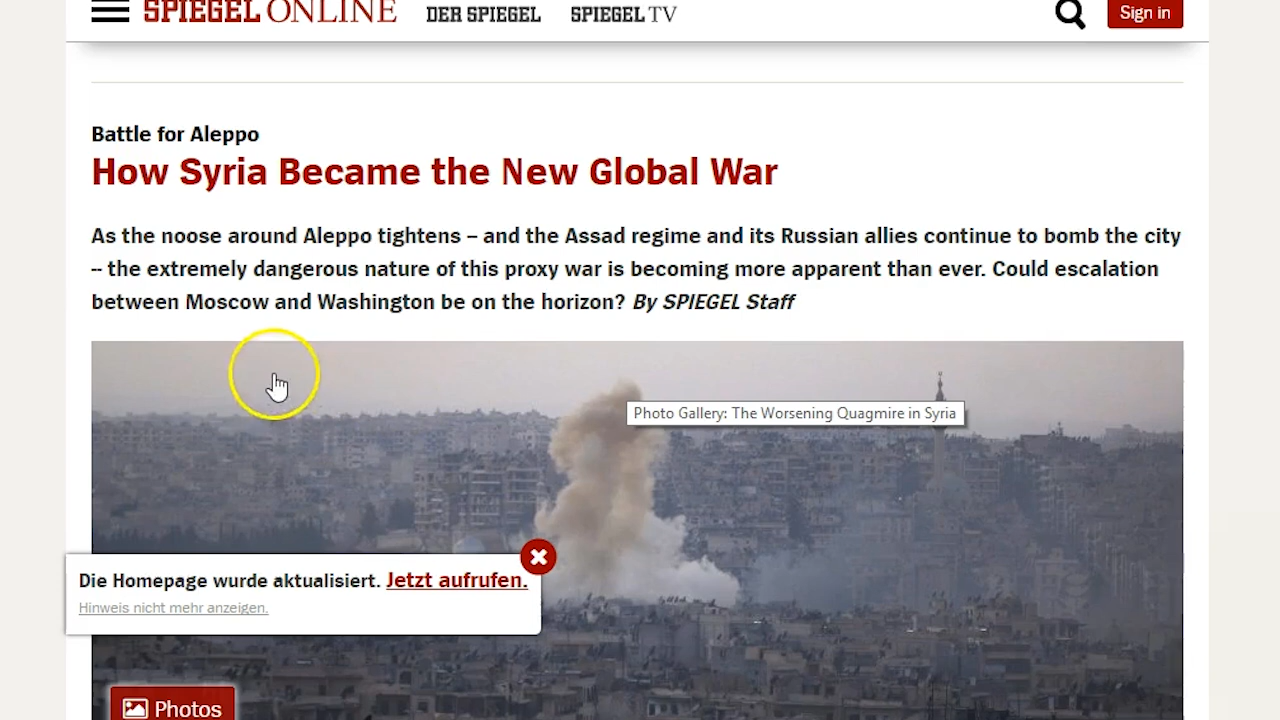 SPIEGEL ONLINE DER SPIEGEL SPIEGEL TV Sign in
Battle for Aleppo
How Syria Became the New Global War
As the noose around Aleppo tightens – and the Assad regime and its Russian allies continue to bomb the city
-- the extremely dangerous nature of this proxy war is becoming more apparent than ever. Could escalation
between Moscow and Washington be on the horizon? By SPIEGEL Staff
Photo Gallery: The Worsening Quagmire in Syria
Die Homepage wurde aktualisiert. Jetzt aufrufen.
Hinweis nicht mehr anzeigen.
Photos